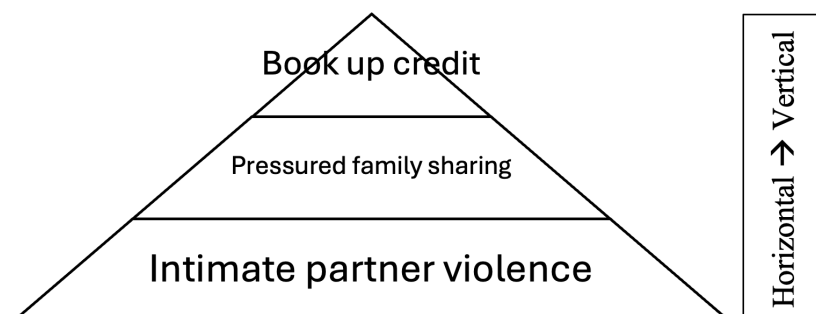 Book up credit
Pressured family sharing
Intimate partner violence
Horizontal → Vertical